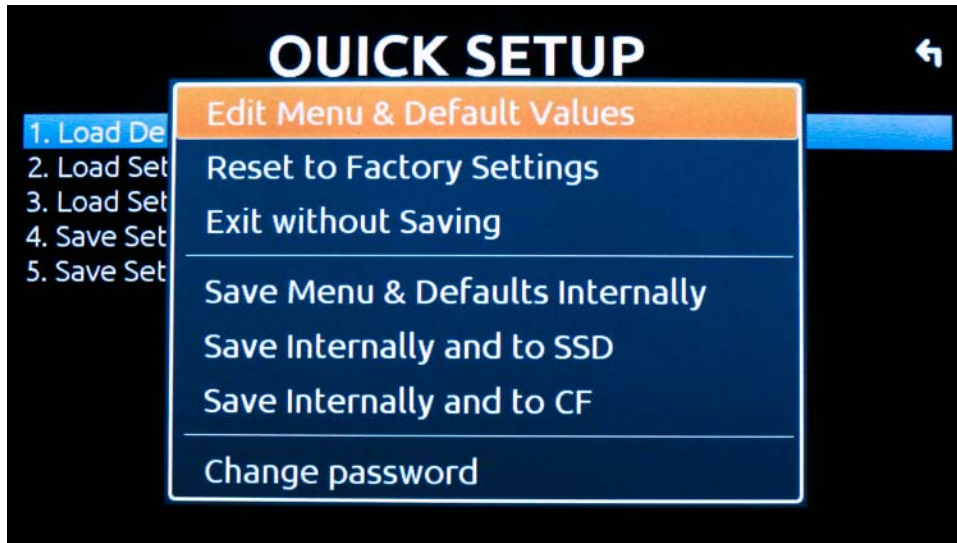 QUICK SETUP
Edit Menu & Default Values
1. Load De
Reset to Factory Settings
2. Load Set
3. Load Set
Exit without Saving
4. Save Set
5. Save Set
Save Menu & Defaults Internally
Save Internally and to SSD
Save Internally and to CF
Change password